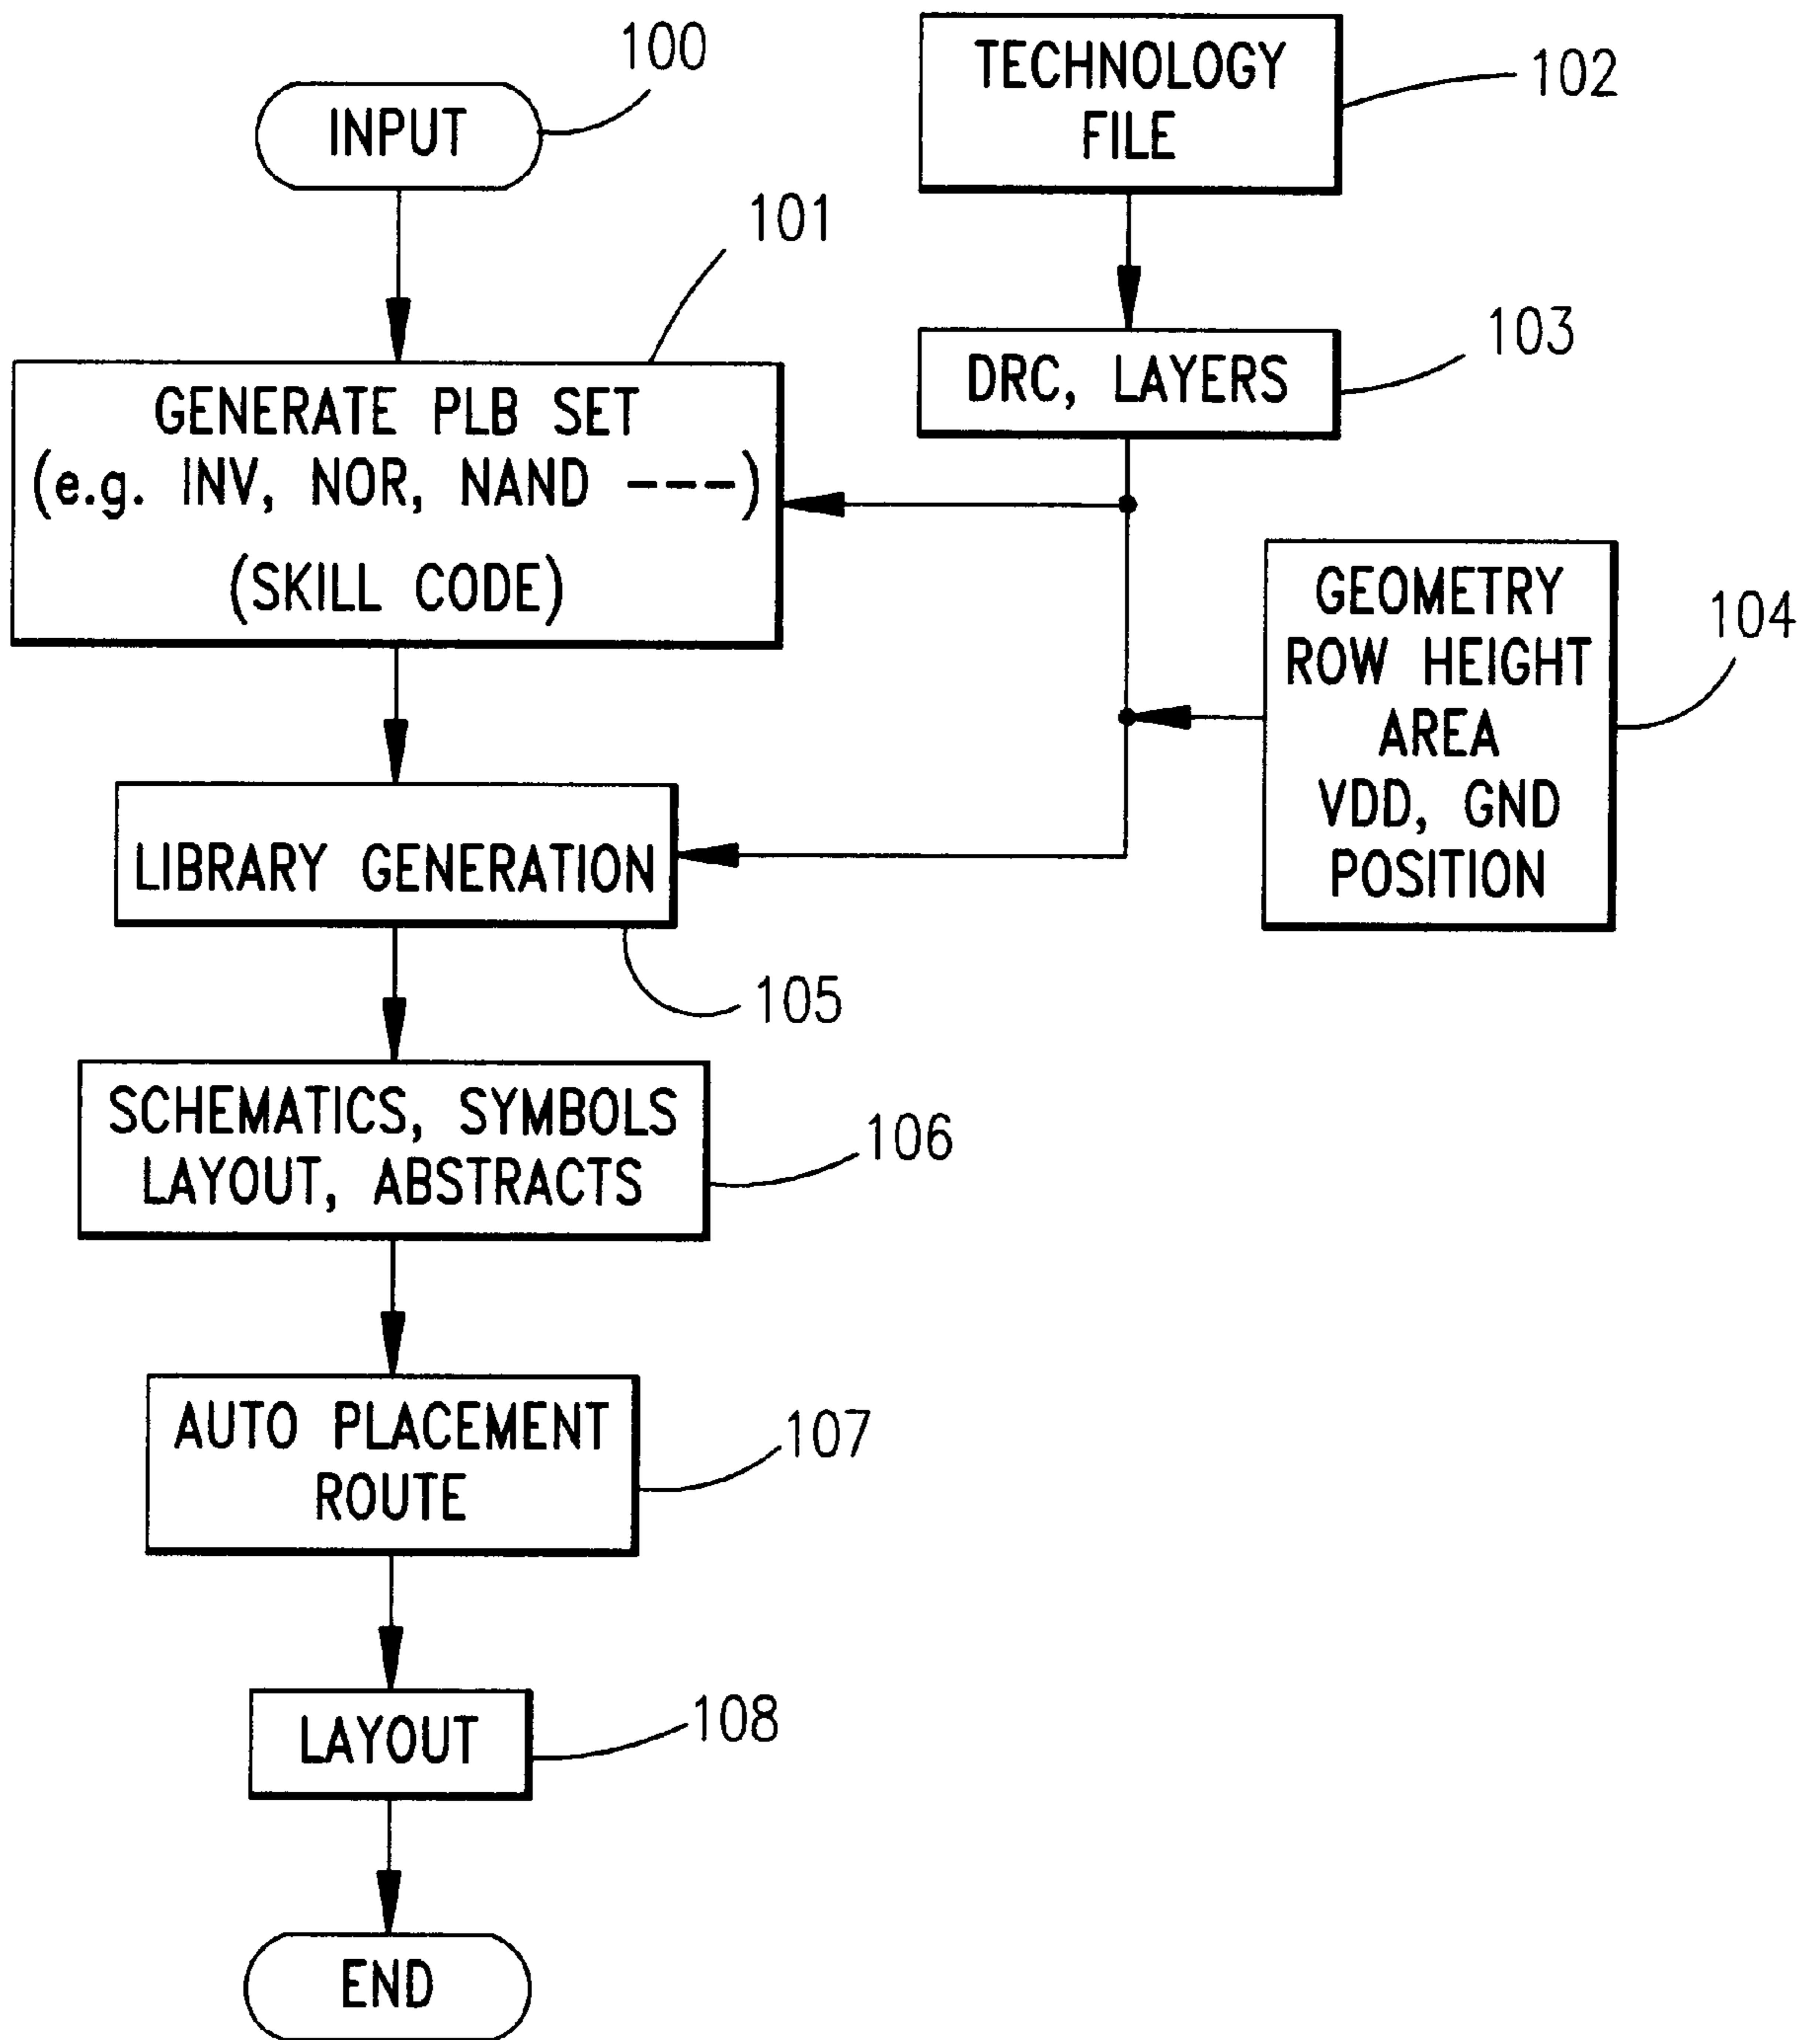 100
INPUT
TECHNOLOGY
FILE
102
101
GENERATE PLB SET
(e.g. INV, NOR, NAND ---)
(SKILL CODE)
DRC, LAYERS
103
GEOMETRY
ROW HEIGHT
AREA
VDD, GND
POSITION
104
LIBRARY GENERATION
105
SCHEMATICS, SYMBOLS
LAYOUT, ABSTRACTS
106
AUTO PLACEMENT
ROUTE
107
LAYOUT
108
END